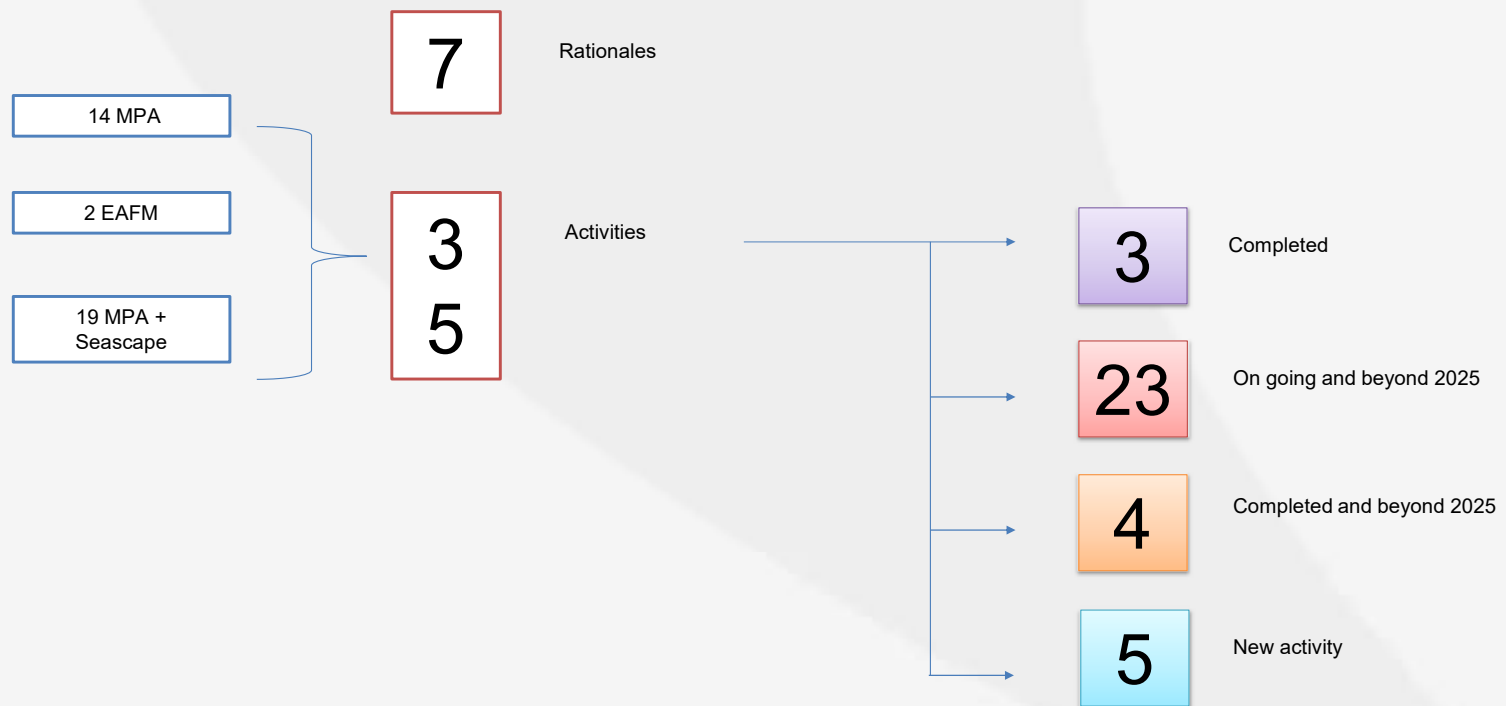 7
Rationales
14 MPA
2 EAFM
19 MPA +
Seascape
3
5
Activities
3
Completed
23
On going and beyond 2025
4
Completed and beyond 2025
5
New activity